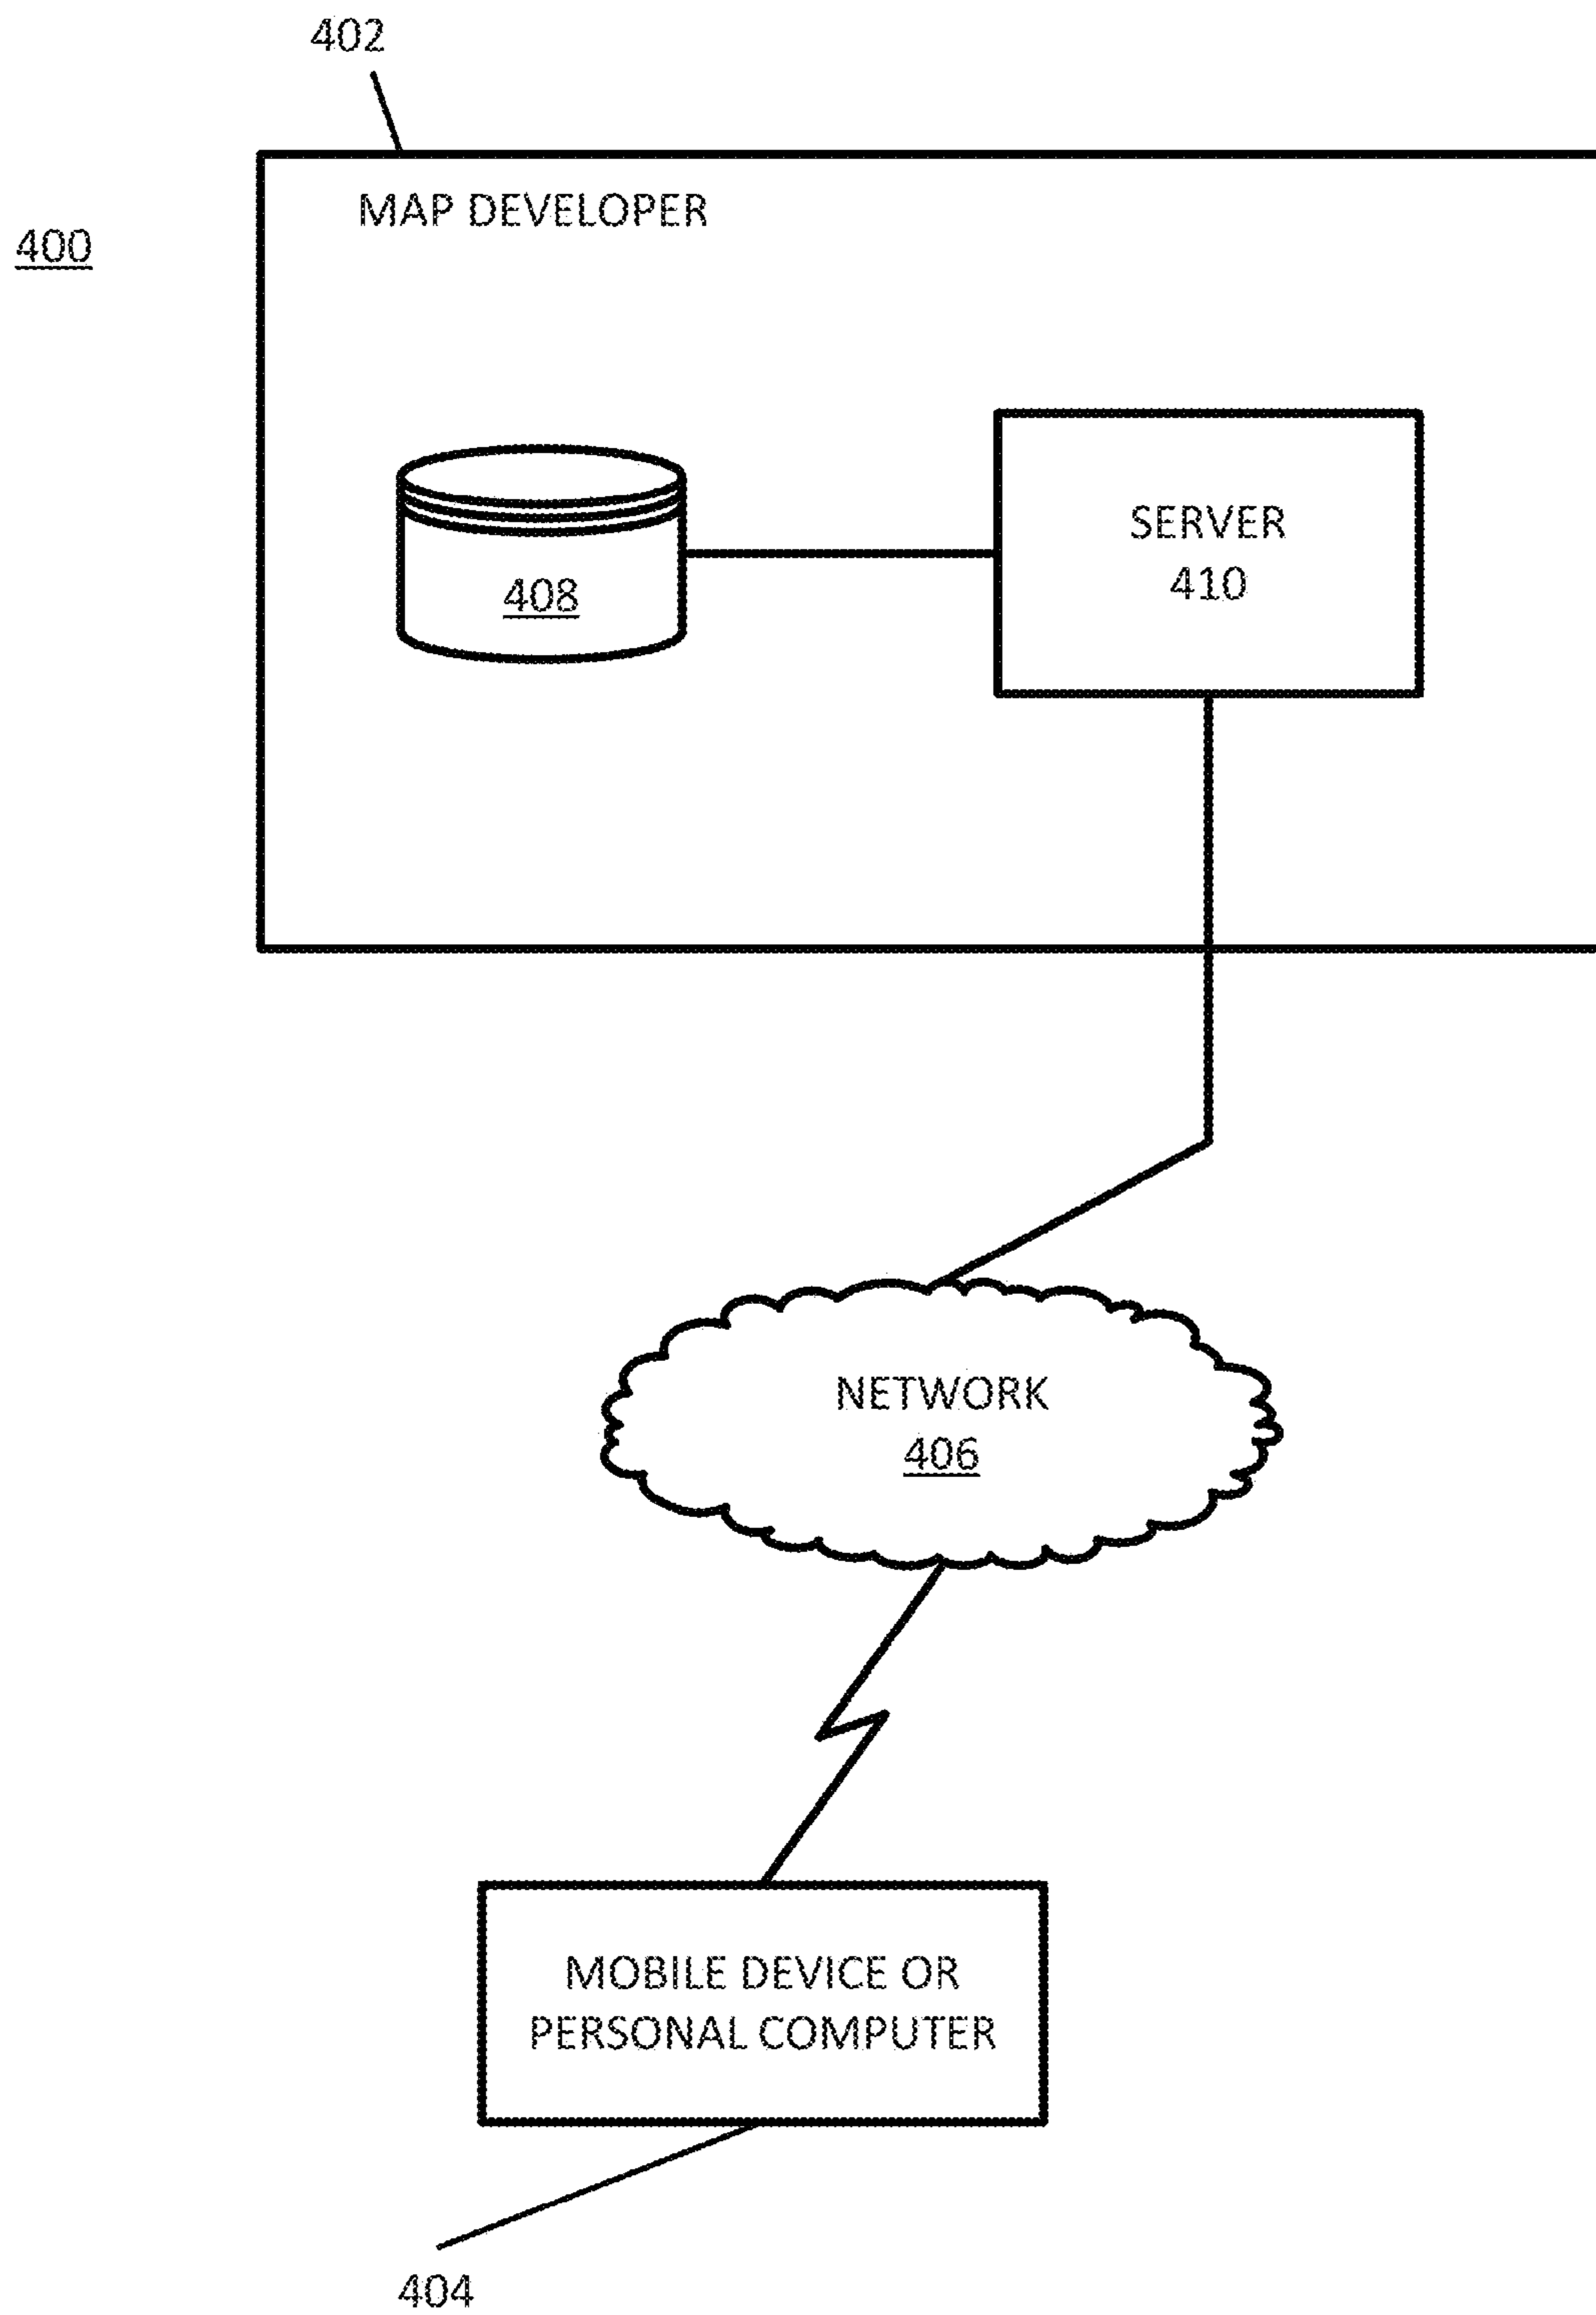 402
MAP DEVELOPER
400
SERVER
410
408
NETWORK
406
MOBILE DEVICE OR
PERSONAL COMPUTER
404